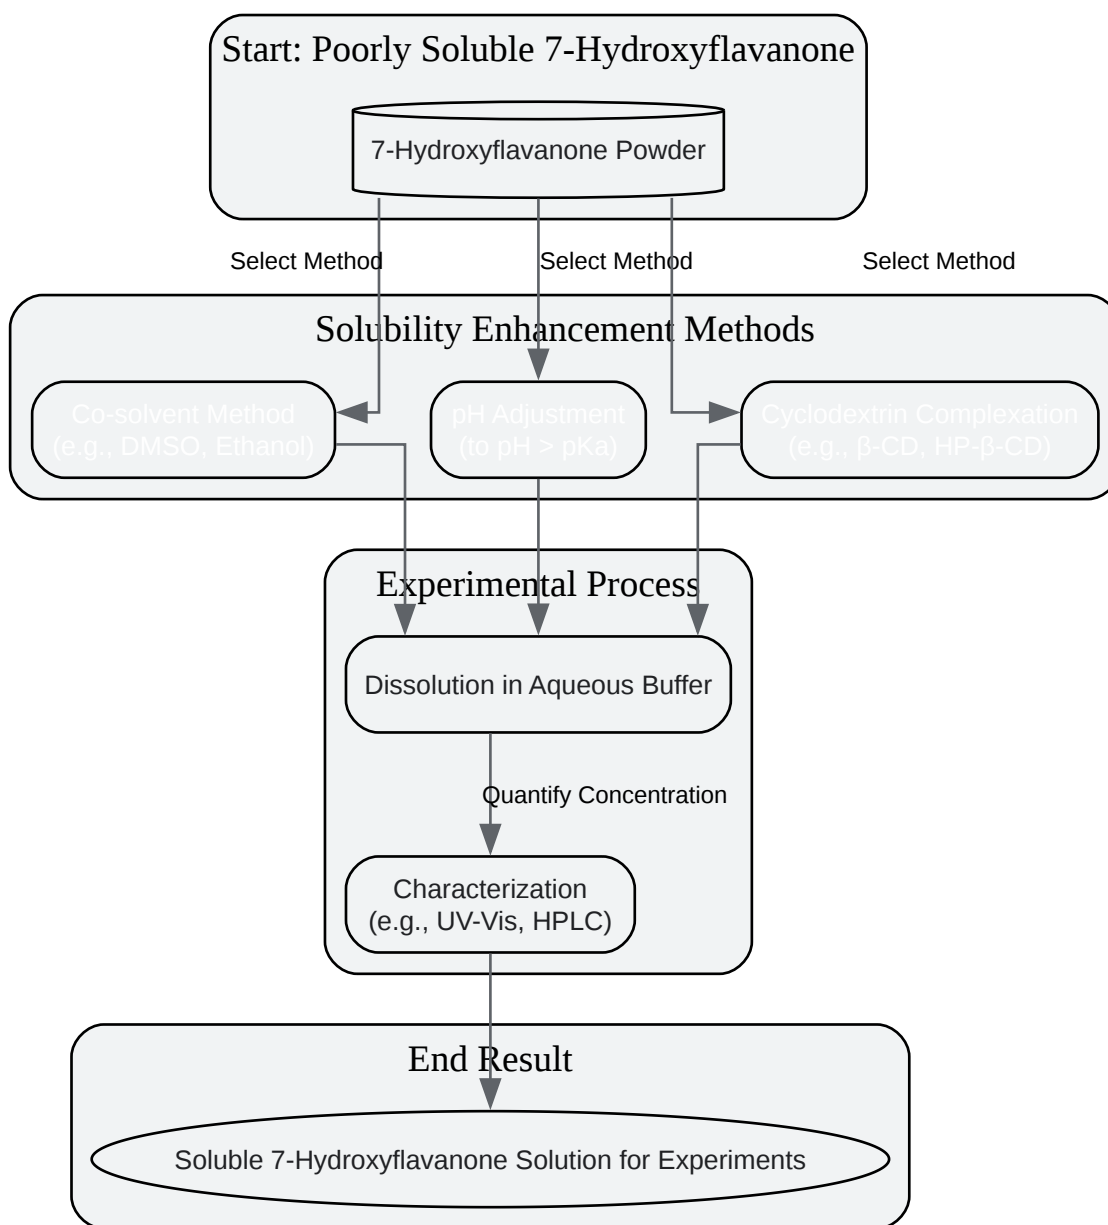 Start: Poorly Soluble 7-Hydroxyflavanone
7-Hydroxyflavanone Powder
Select Method
Select Method
Select Method
Solubility Enhancement Methods
Co-solvent Method
(e.g., DMSO, Ethanol)
pH Adjustment
(to pH > pKa)
Cyclodextrin Complexation
(e.g., β-CD, HP-β-CD)
Experimental Process
Dissolution in Aqueous Buffer
Quantify Concentration
Characterization
(e.g., UV-Vis, HPLC)
End Result
Soluble 7-Hydroxyflavanone Solution for Experiments